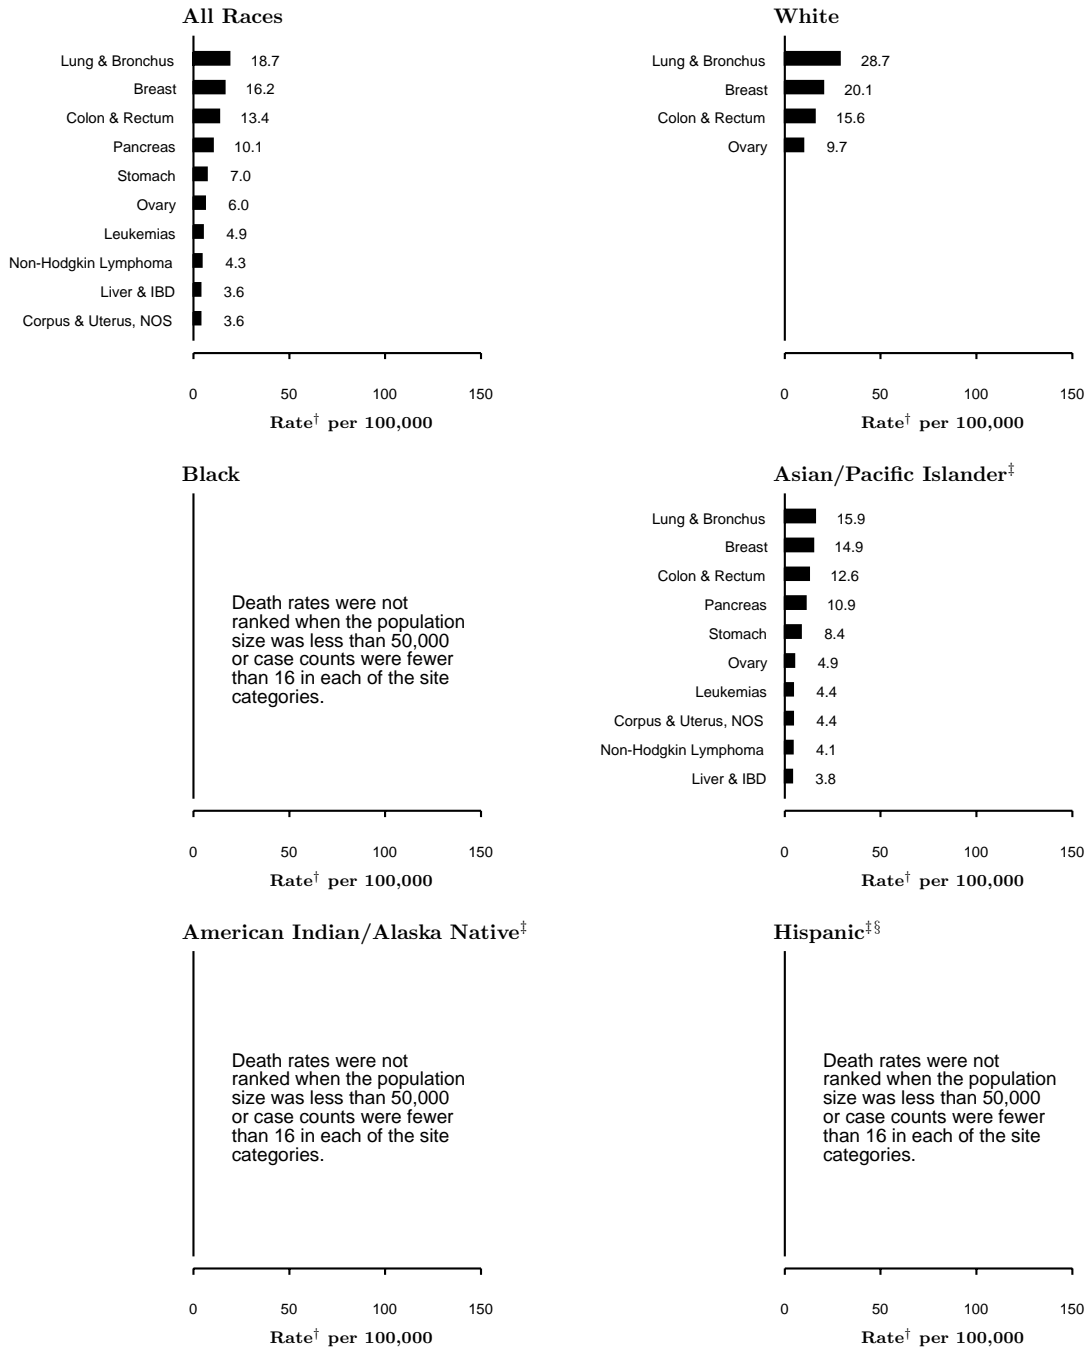 All Races
Lung & Bronchus 18.7
Breast 16.2
Colon & Rectum 13.4
Pancreas 10.1
Stomach 7.0
Ovary 6.0
Leukemias 4.9
Non-Hodgkin Lymphoma 4.3
Liver & IBD 3.6
Corpus & Uterus, NOS 3.6
0 50 100 150
Rate† per 100,000
White
Lung & Bronchus 28.7
Breast 20.1
Colon & Rectum 15.6
Ovary 9.7
0 50 100 150
Rate† per 100,000
Black
Death rates were not
ranked when the population
size was less than 50,000
or case counts were fewer
than 16 in each of the site
categories.
0 50 100 150
Rate† per 100,000
Asian/Pacific Islander‡
Lung & Bronchus 15.9
Breast 14.9
Colon & Rectum 12.6
Pancreas 10.9
Stomach 8.4
Ovary 4.9
Leukemias 4.4
Corpus & Uterus, NOS 4.4
Non-Hodgkin Lymphoma 4.1
Liver & IBD 3.8
0 50 100 150
Rate† per 100,000
American Indian/Alaska Native‡
Death rates were not
ranked when the population
size was less than 50,000
or case counts were fewer
than 16 in each of the site
categories.
0 50 100 150
Rate† per 100,000
Hispanic‡§
Death rates were not
ranked when the population
size was less than 50,000
or case counts were fewer
than 16 in each of the site
categories.
0 50 100 150
Rate† per 100,000